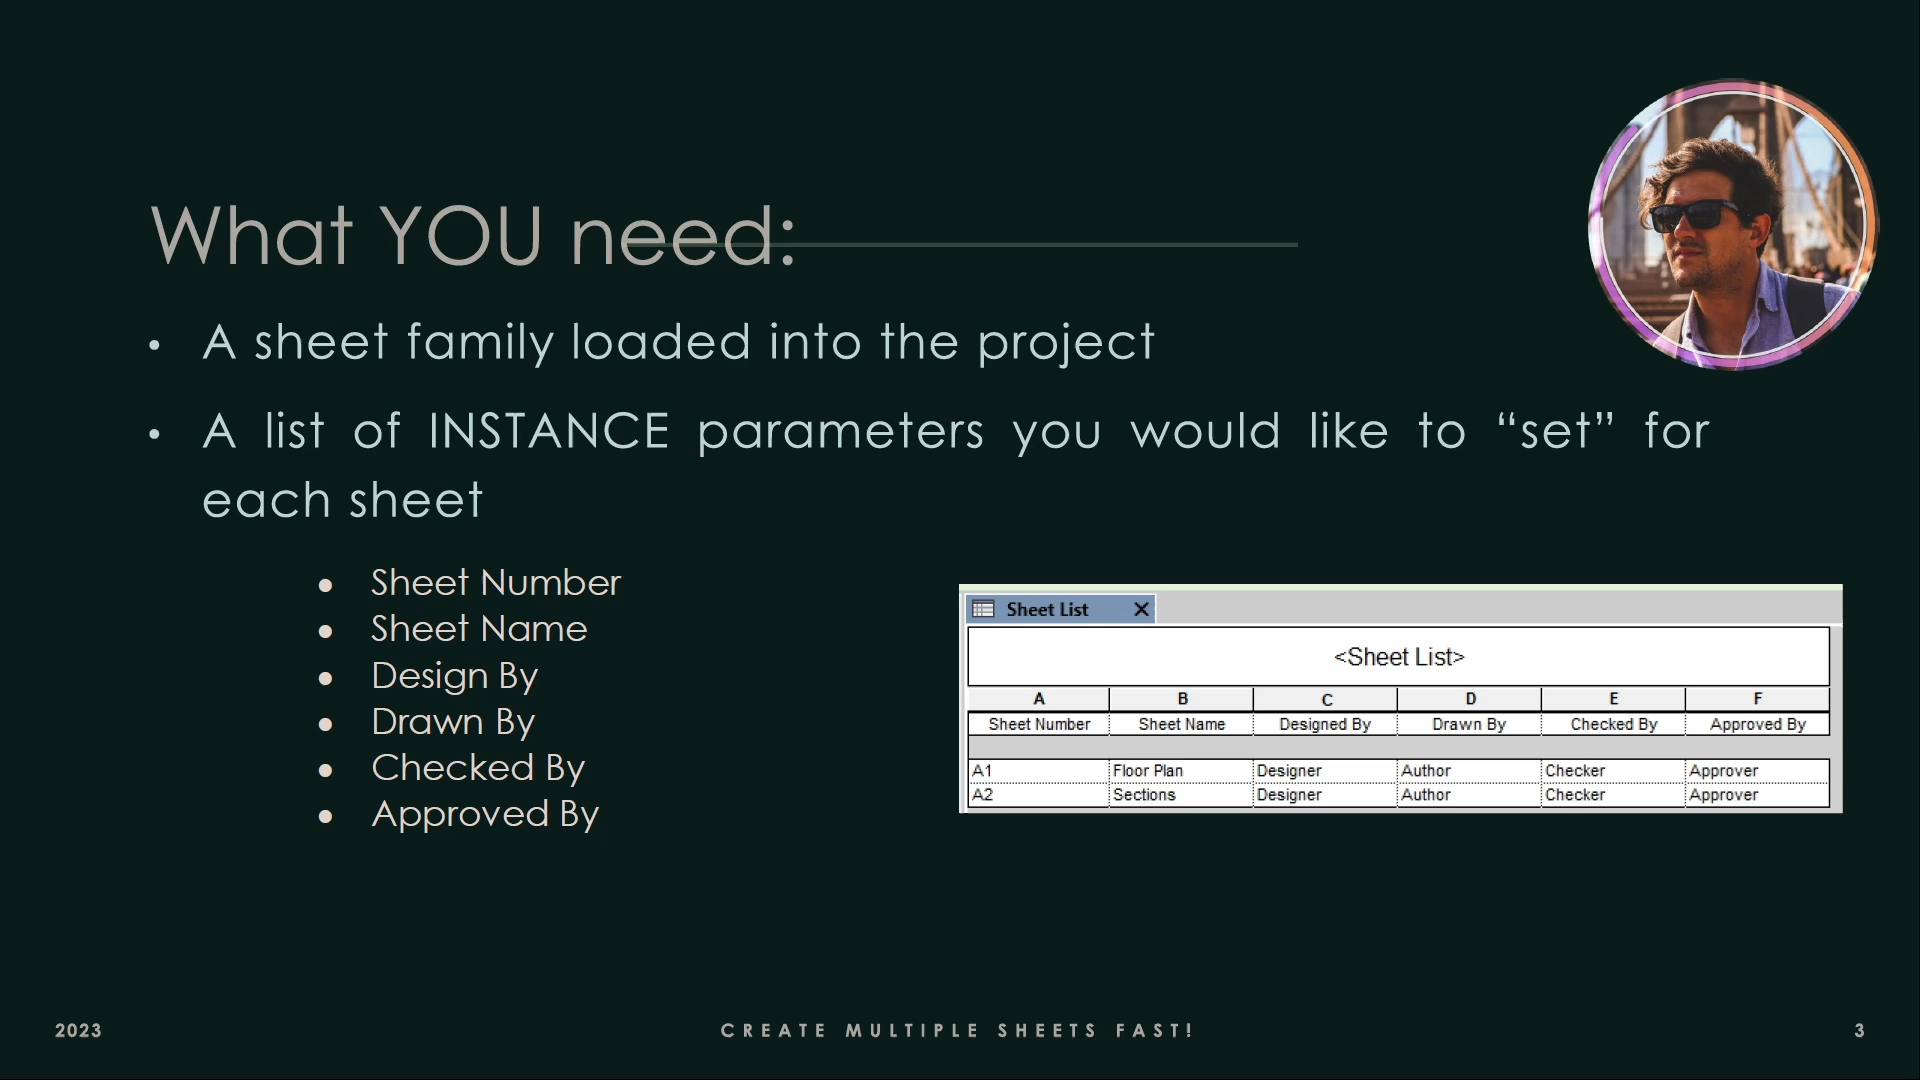 What YOU need:
• A sheet family loaded into the project
• A list of INSTANCE parameters you would like to “set” for
each sheet
● Sheet Number
● Sheet Name
● Design By
● Drawn By
● Checked By
● Approved By
Sheet List X
<Sheet List>
A B C D E F
Sheet Number Sheet Name Designed By Drawn By Checked By Approved By
A1 Floor Plan Designer Author Checker Approver
A2 Sections Designer Author Checker Approver
2023 CREATE MULTIPLE SHEETS FAST! 3